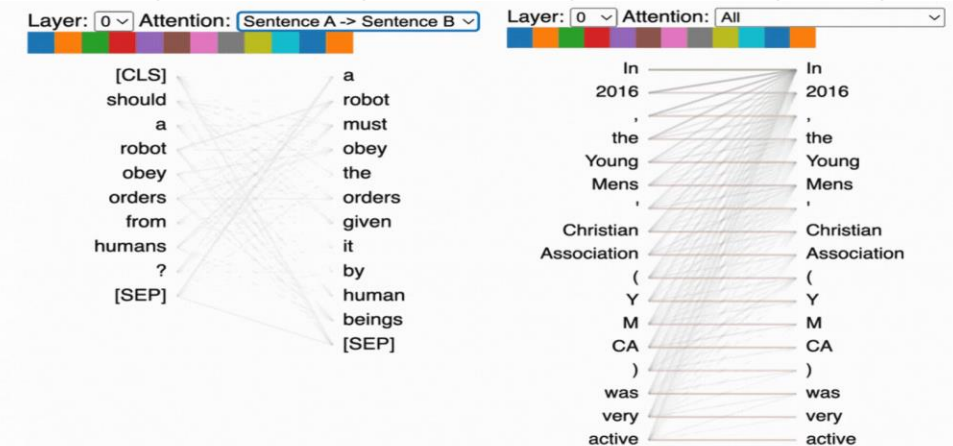 Layer: 0 Attention: Sentence A -> Sentence B
[CLS] a
should robot
a must
robot obey
obey the
orders orders
from given
humans it
? by
[SEP] human
beings
[SEP]
Layer: 0 Attention: All
In In
2016 2016
, ,
the the
Young Young
Mens Mens
' '
Christian Christian
Association Association
( (
Y Y
M M
CA CA
) )
was was
very very
active active